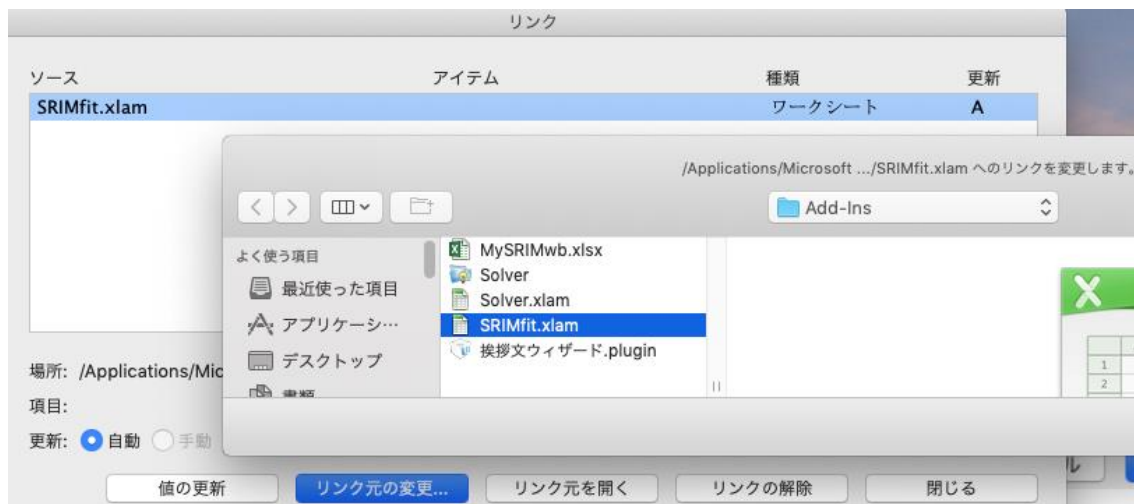 リンク
ソース アイテム 種類 更新
SRIMfit.xlam ワークシート A
/Applications/Microsoft .../SRIMfit.xlam へのリンクを変更します。
Add-Ins
よく使う項目
最近使った項目
アプリケーシ…
デスクトップ
書類
MySRIMwb.xlsx
Solver
Solver.xlam
SRIMfit.xlam
挨拶文ウィザード.plugin
1
2
場所: /Applications/Mic
項目:
更新: 自動 手動
値の更新 リンク元の変更... リンク元を開く リンクの解除 閉じる